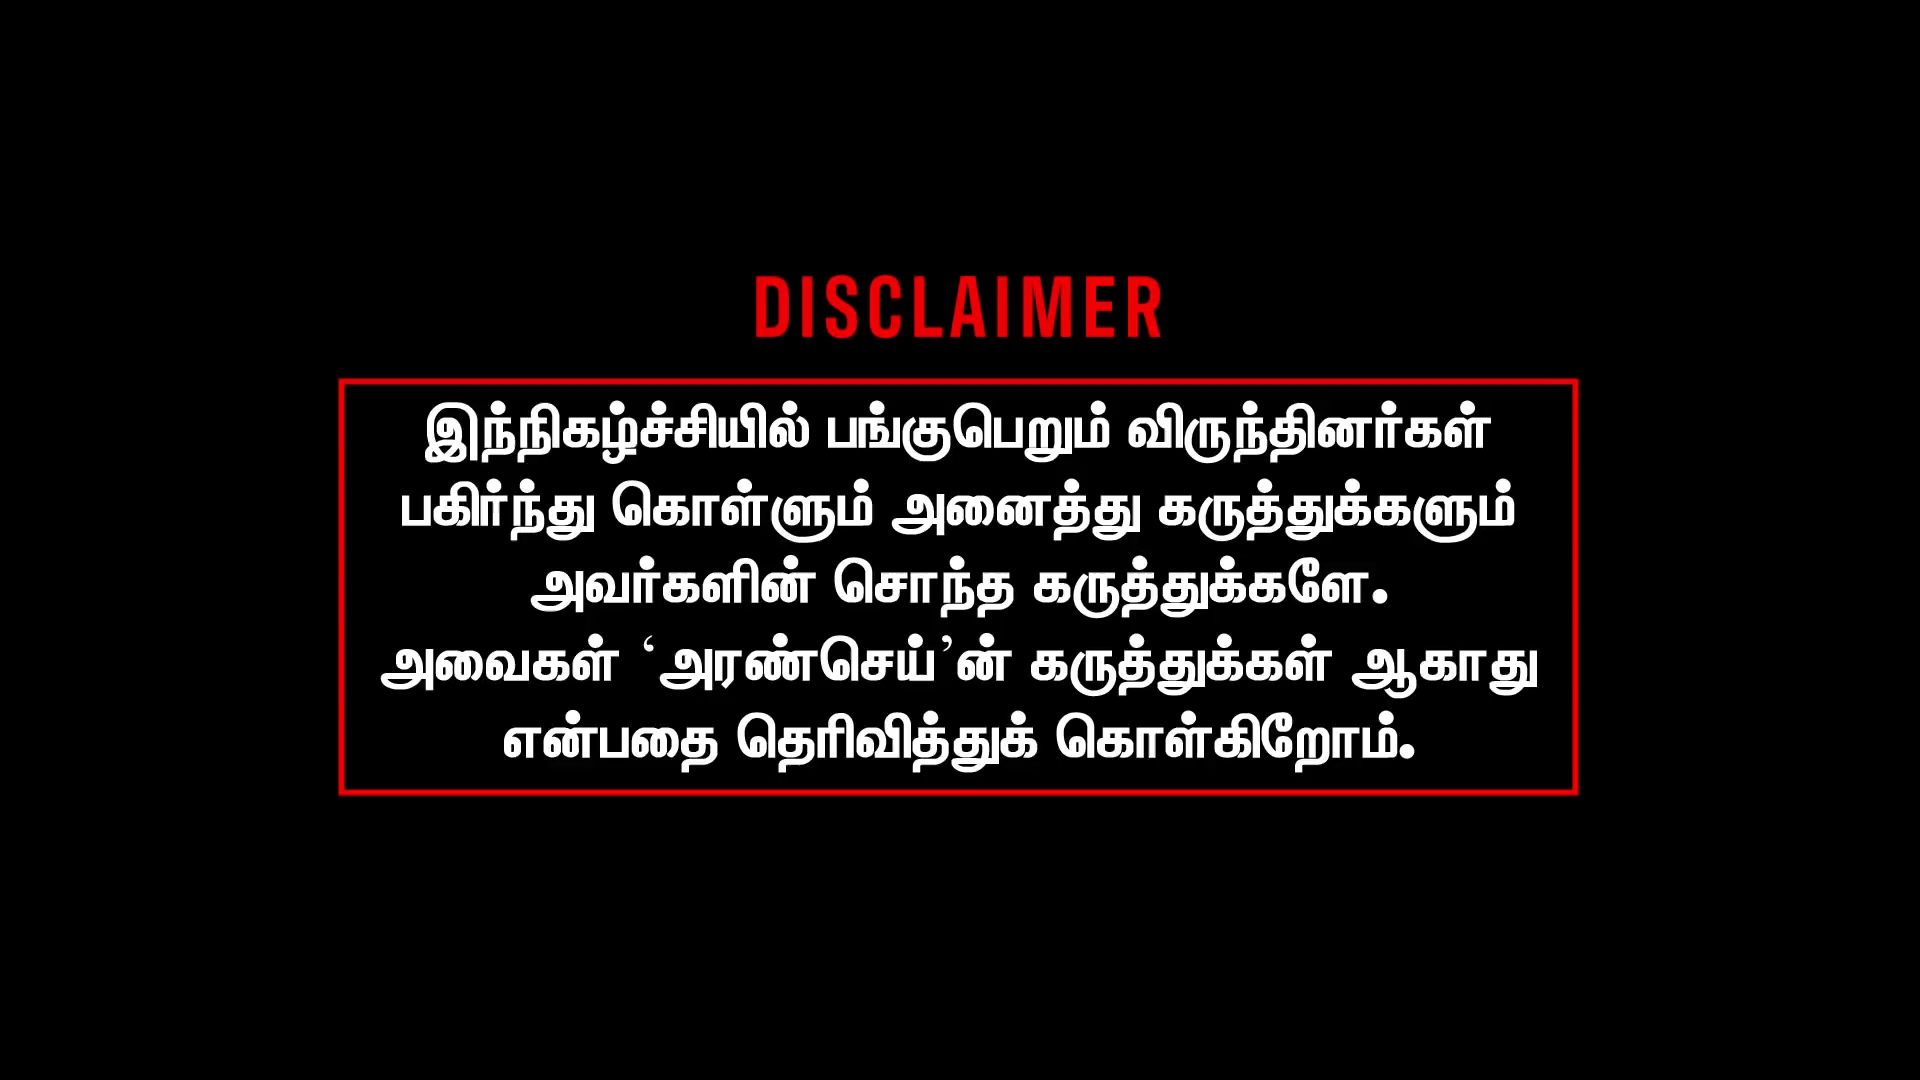 DISCLAIMER
இந்நிகழ்ச்சியில் பங்குபெறும் விருந்தினர்கள்
பகிர்ந்து கொள்ளும் அனைத்து கருத்துக்களும்
அவர்களின் சொந்த கருத்துக்களே.
அவைகள் ‘அரண்செய்’ன் கருத்துக்கள் ஆகாது
என்பதை தெரிவித்துக் கொள்கிறோம்.